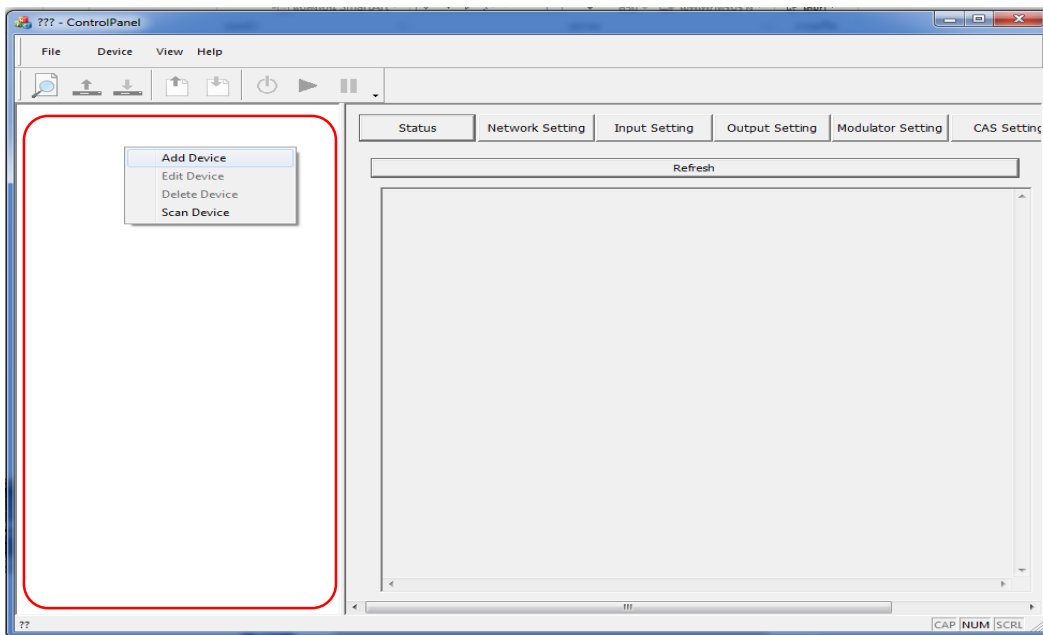 ??? - ControlPanel
File Device View Help
Status Network Setting Input Setting Output Setting Modulator Setting CAS Setting
Add Device
Edit Device
Delete Device
Scan Device
Refresh
??
CAP NUM SCRL